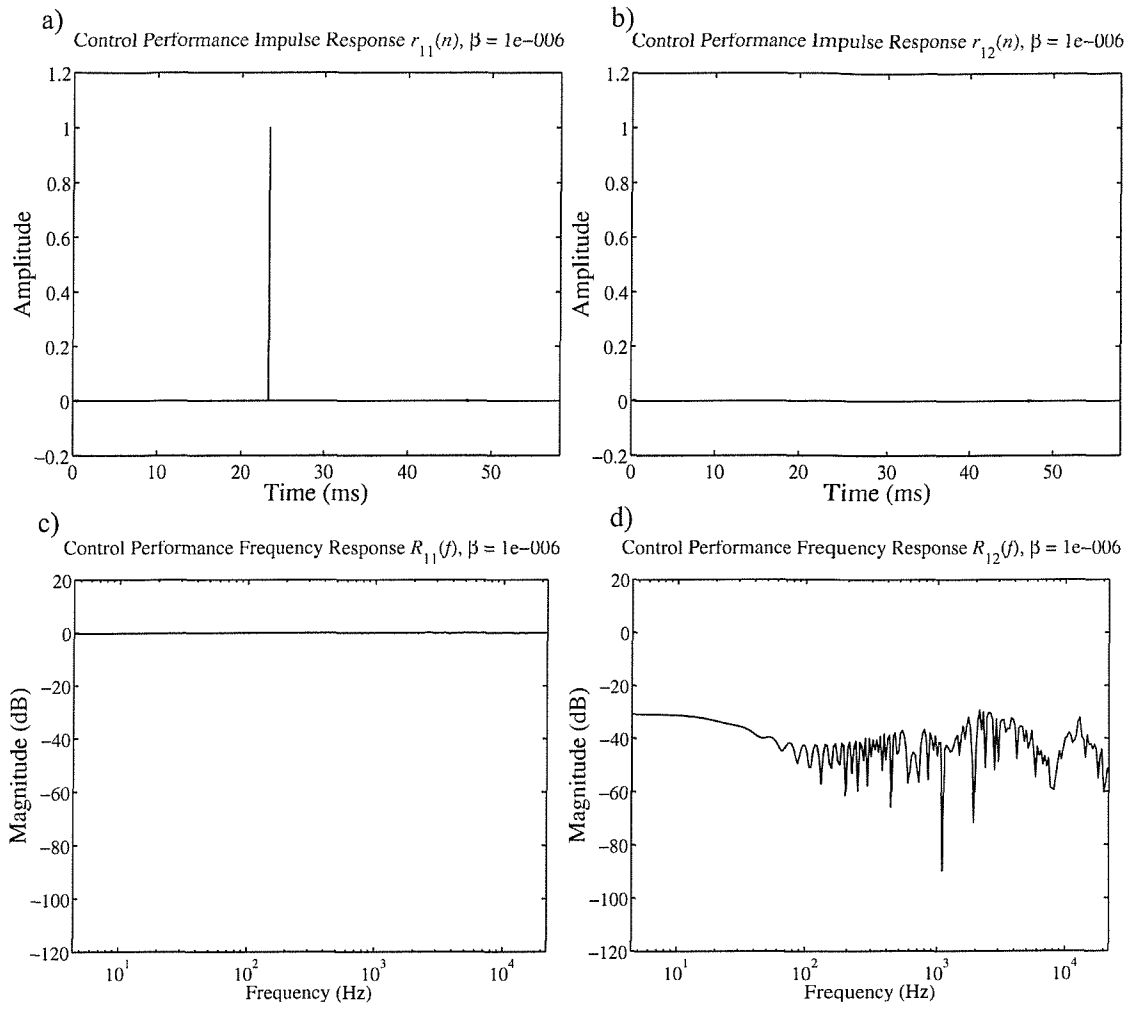 a)
Control Performance Impulse Response r11(n), β = 1e−006
1.2
1
0.8
0.6
0.4
0.2
0
−0.2
Amplitude
0 10 20 30 40 50
Time (ms)
b)
Control Performance Impulse Response r12(n), β = 1e−006
1.2
1
0.8
0.6
0.4
0.2
0
−0.2
Amplitude
0 10 20 30 40 50
Time (ms)
c)
Control Performance Frequency Response R11(f), β = 1e−006
20
0
−20
−40
−60
−80
−100
−120
Magnitude (dB)
10^1 10^2 10^3 10^4
Frequency (Hz)
d)
Control Performance Frequency Response R12(f), β = 1e−006
20
0
−20
−40
−60
−80
−100
−120
Magnitude (dB)
10^1 10^2 10^3 10^4
Frequency (Hz)